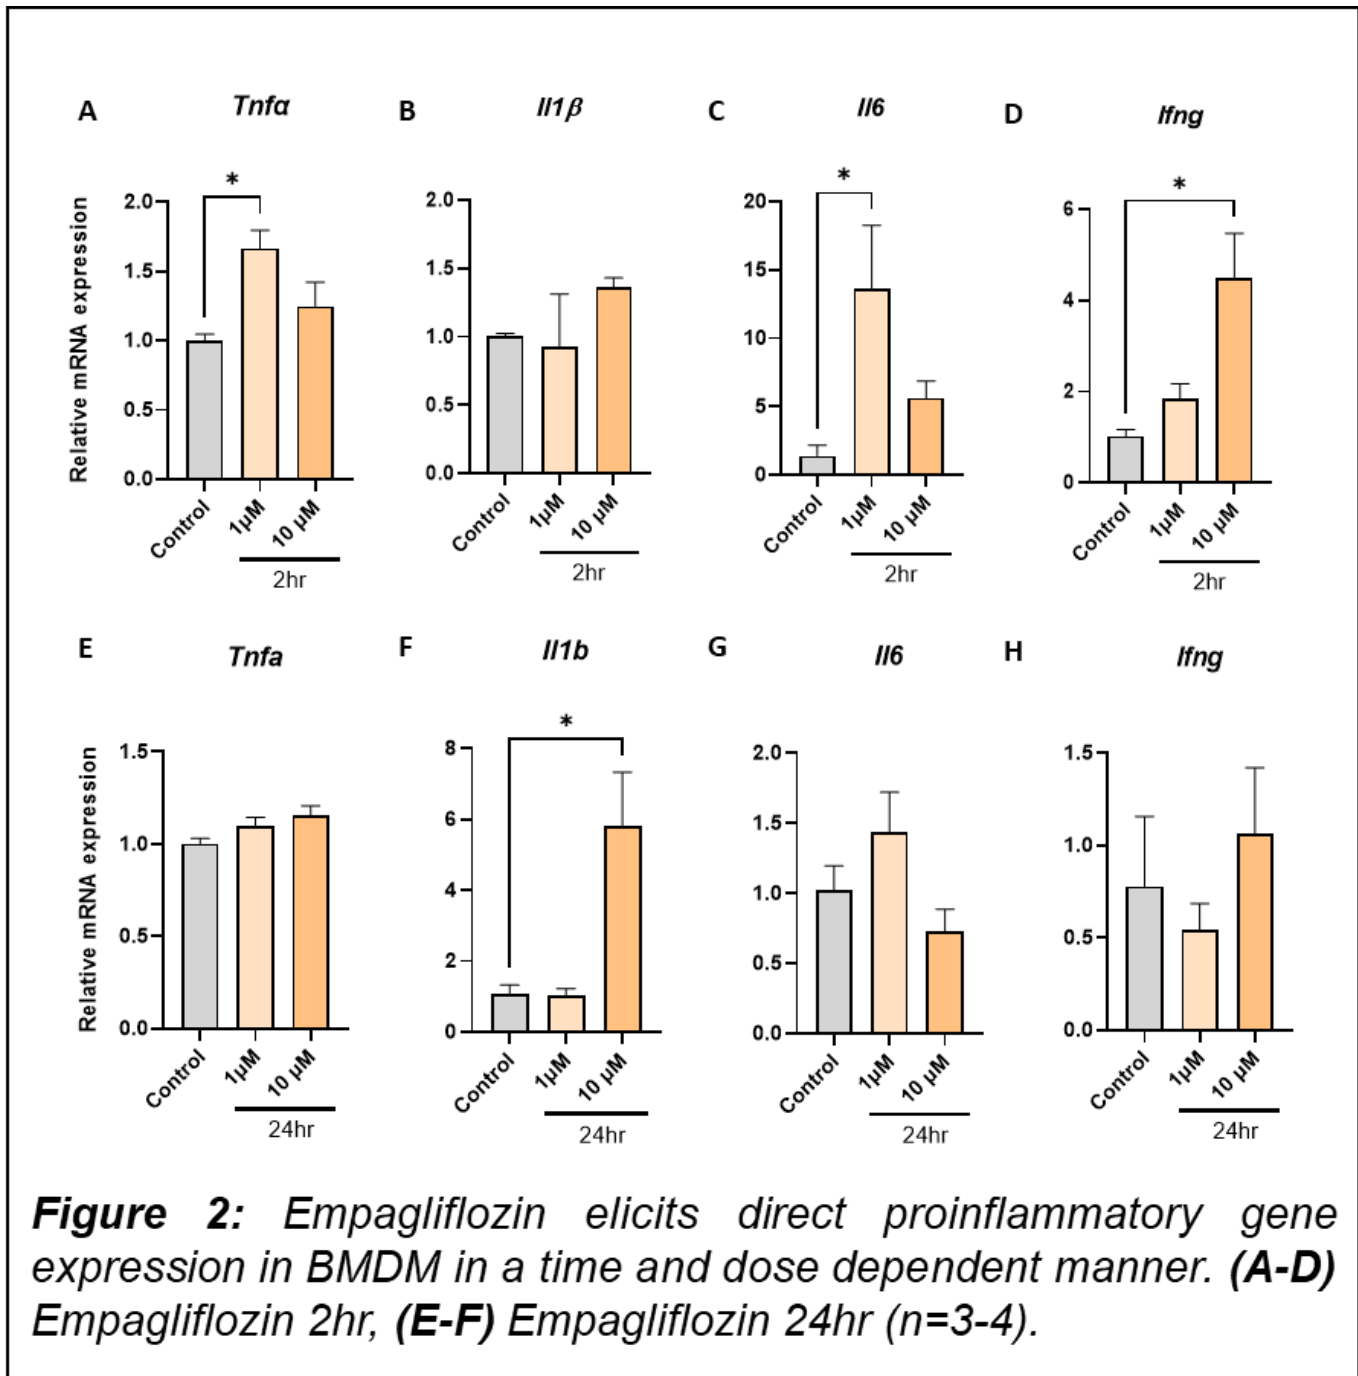 A
Tnfα
B
Il1β
C
Il6
D
Ifng
Relative mRNA expression
*
2.0
1.5
1.0
0.5
0.0
Control
1µM
10 µM
2hr
2.0
1.5
1.0
0.5
0.0
Control
1µM
10 µM
2hr
*
20
15
10
5
0
Control
1µM
10 µM
2hr
*
6
4
2
0
Control
1µM
10 µM
2hr
E
Tnfa
F
Il1b
G
Il6
H
Ifng
Relative mRNA expression
1.5
1.0
0.5
0.0
Control
1µM
10 µM
24hr
*
8
6
4
2
0
Control
1µM
10 µM
24hr
2.0
1.5
1.0
0.5
0.0
Control
1µM
10 µM
24hr
1.5
1.0
0.5
0.0
Control
1µM
10 µM
24hr
Figure 2: Empagliflozin elicits direct proinflammatory gene
expression in BMDM in a time and dose dependent manner. (A-D)
Empagliflozin 2hr, (E-F) Empagliflozin 24hr (n=3-4).